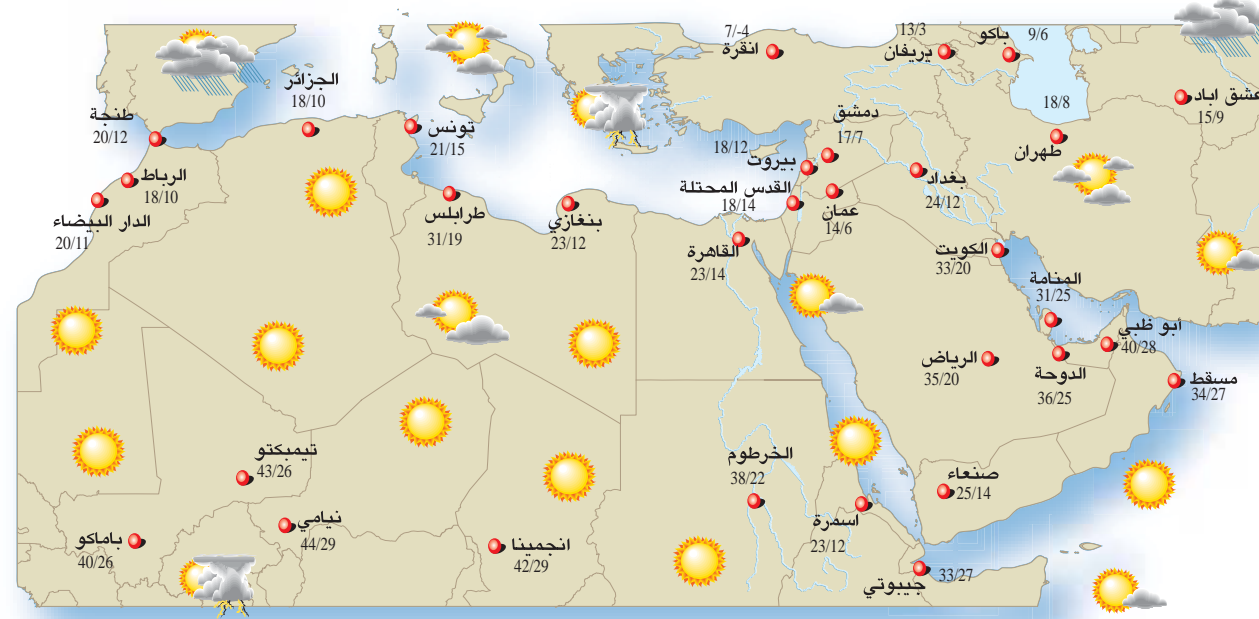 7/-4
انقرة
13/3
يريفان
باكو
9/6
عشق اباد
15/9
18/8
طهران
الجزائر
18/10
طنجة
20/12
تونس
21/15
دمشق
17/7
18/12
بيروت
بغداد
24/12
الرباط
18/10
الدار البيضاء
20/11
طرابلس
31/19
بنغازي
23/12
القدس المحتلة
18/14
عمان
14/6
القاهرة
23/14
الكويت
33/20
المنامة
31/25
أبو ظبي
40/28
الرياض
35/20
الدوحة
36/25
مسقط
34/27
تيمبكتو
43/26
الخرطوم
38/22
صنعاء
25/14
نيامي
44/29
باماكو
40/26
انجمينا
42/29
اسمرة
23/12
جيبوتي
33/27